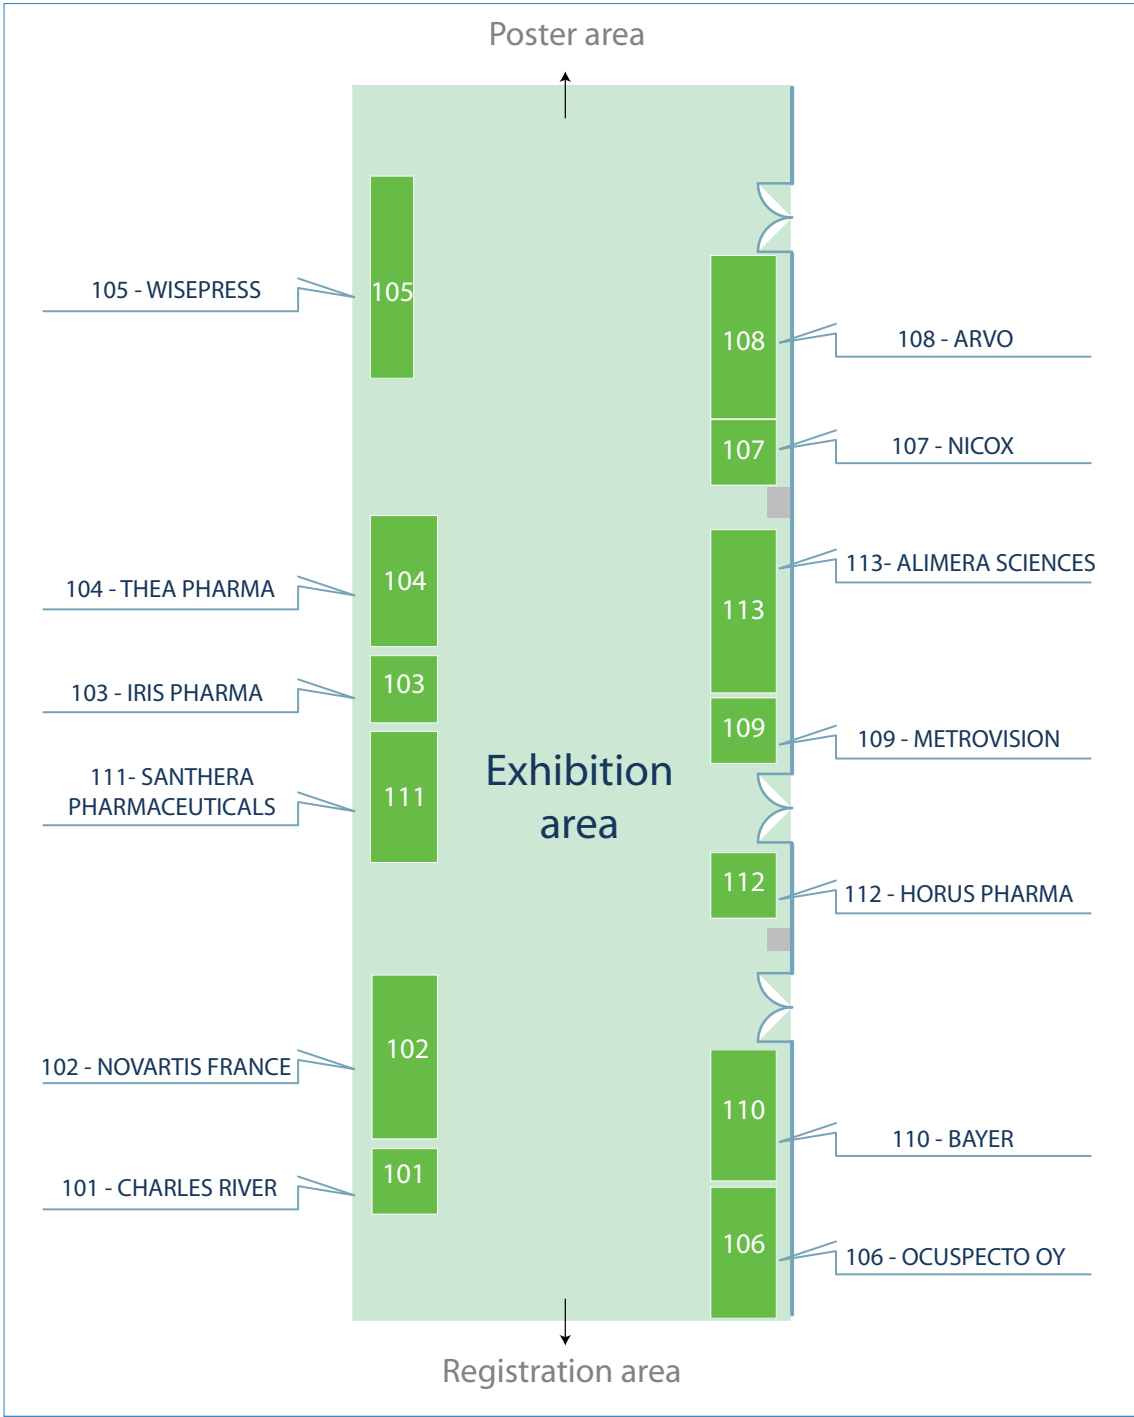 Poster area
105 - WISEPRESS
105
108
108 - ARVO
107
107 - NICOX
104 - THEA PHARMA
104
113
113- ALIMERA SCIENCES
103 - IRIS PHARMA
103
109
109 - METROVISION
111- SANTHERA
PHARMACEUTICALS
111
Exhibition
area
112
112 - HORUS PHARMA
102 - NOVARTIS FRANCE
102
110
110 - BAYER
101 - CHARLES RIVER
101
106
106 - OCUSPECTO OY
Registration area